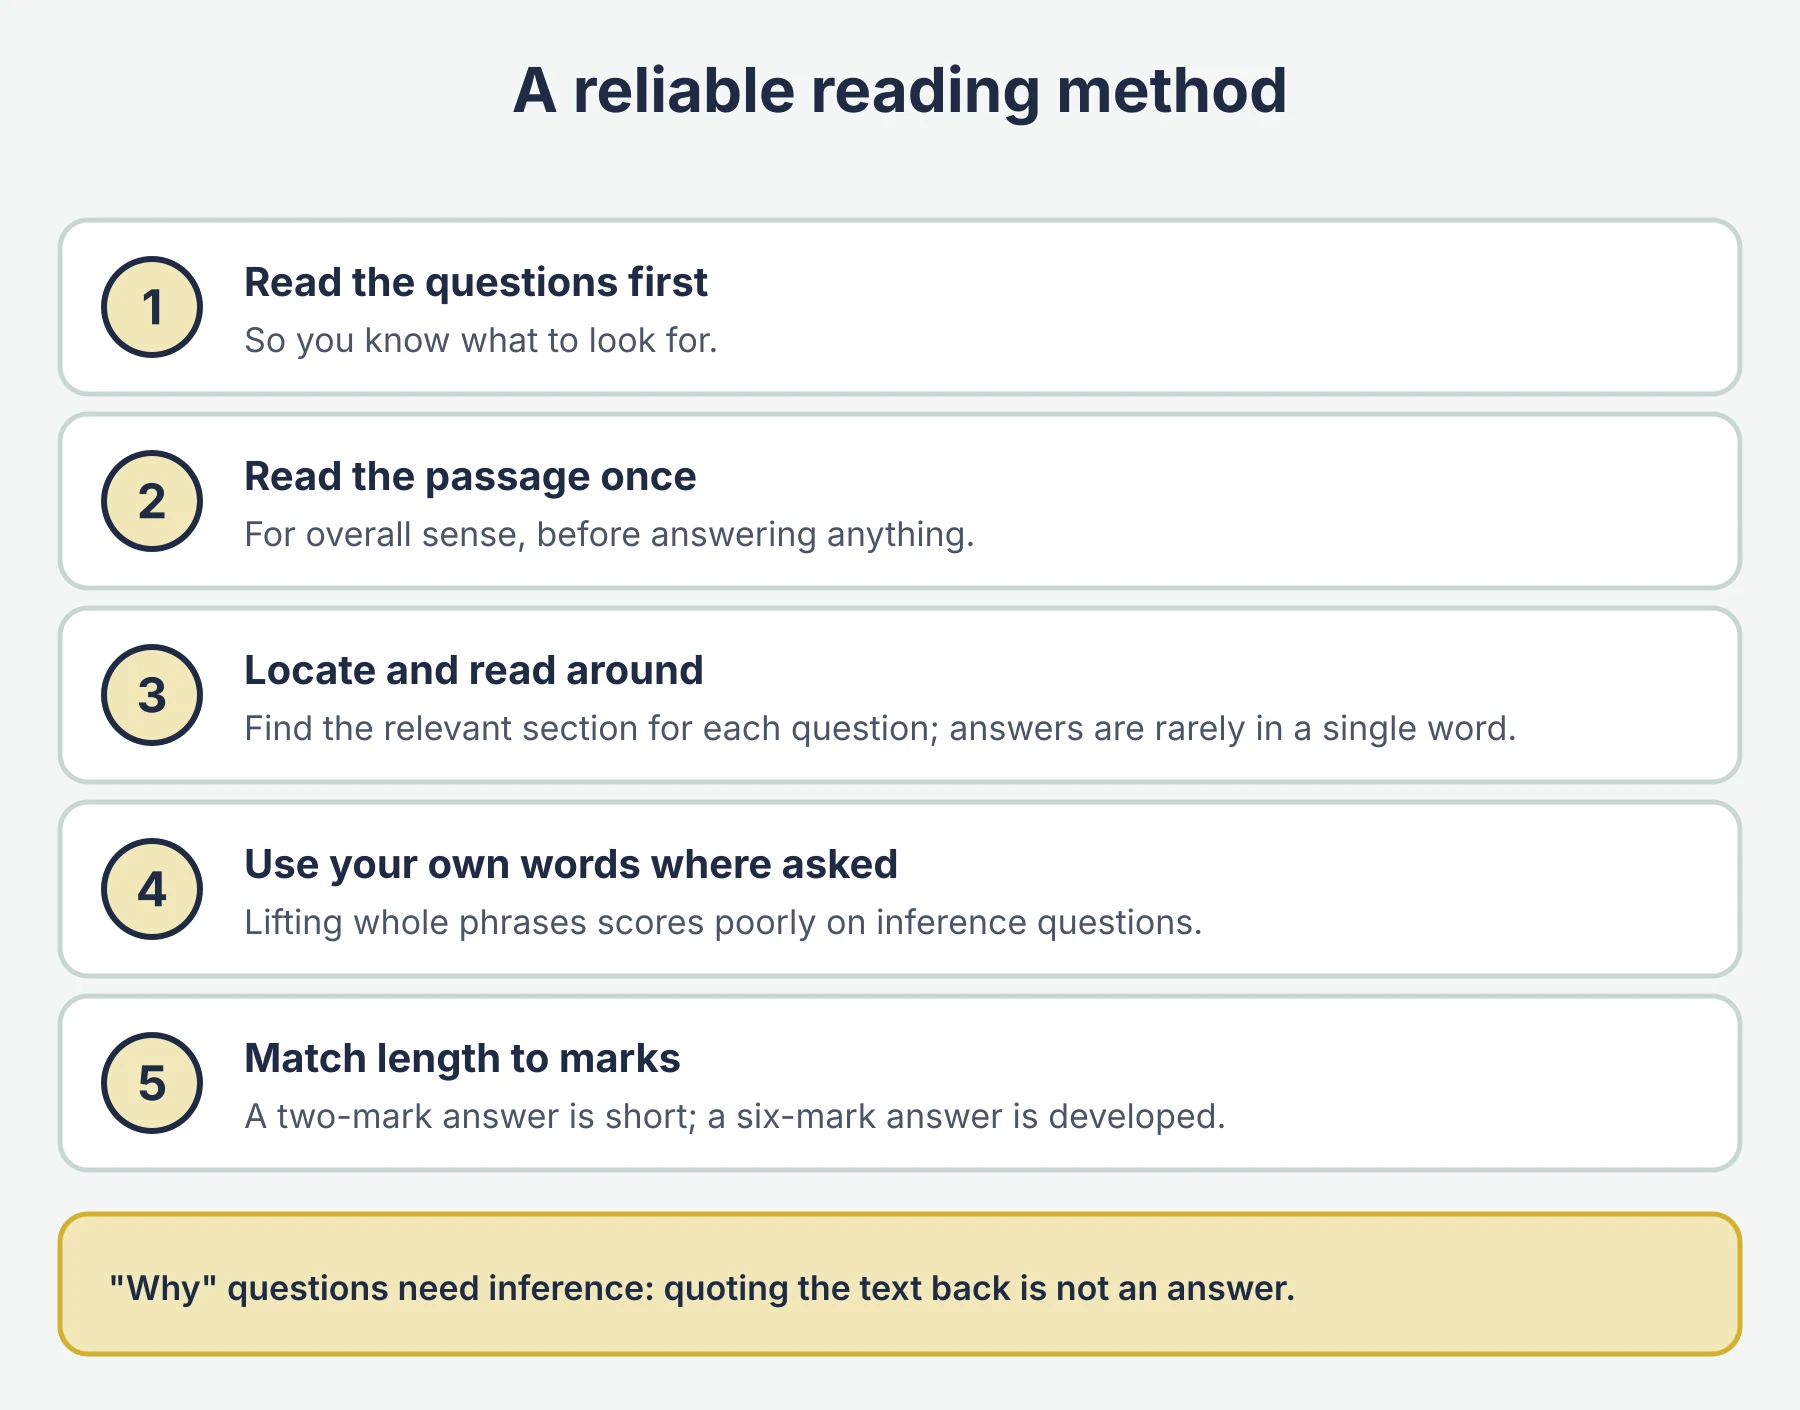 A reliable reading method
1
Read the questions first
So you know what to look for.
2
Read the passage once
For overall sense, before answering anything.
3
Locate and read around
Find the relevant section for each question; answers are rarely in a single word.
4
Use your own words where asked
Lifting whole phrases scores poorly on inference questions.
5
Match length to marks
A two-mark answer is short; a six-mark answer is developed.
"Why" questions need inference: quoting the text back is not an answer.